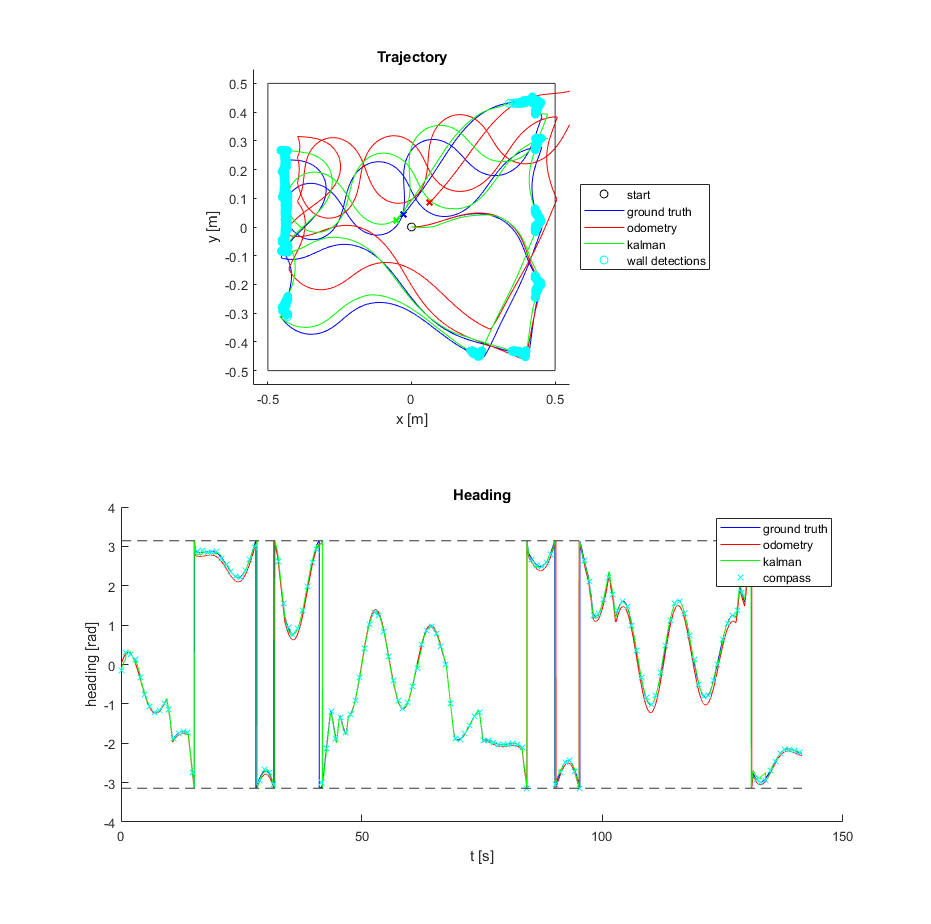 Trajectory
0.5
0.4
0.3
0.2
0.1
0
-0.1
-0.2
-0.3
-0.4
-0.5
y [m]
-0.5 0 0.5
x [m]
start
ground truth
odometry
kalman
wall detections
Heading
4
3
2
1
0
-1
-2
-3
-4
heading [rad]
0 50 100 150
t [s]
ground truth
odometry
kalman
compass